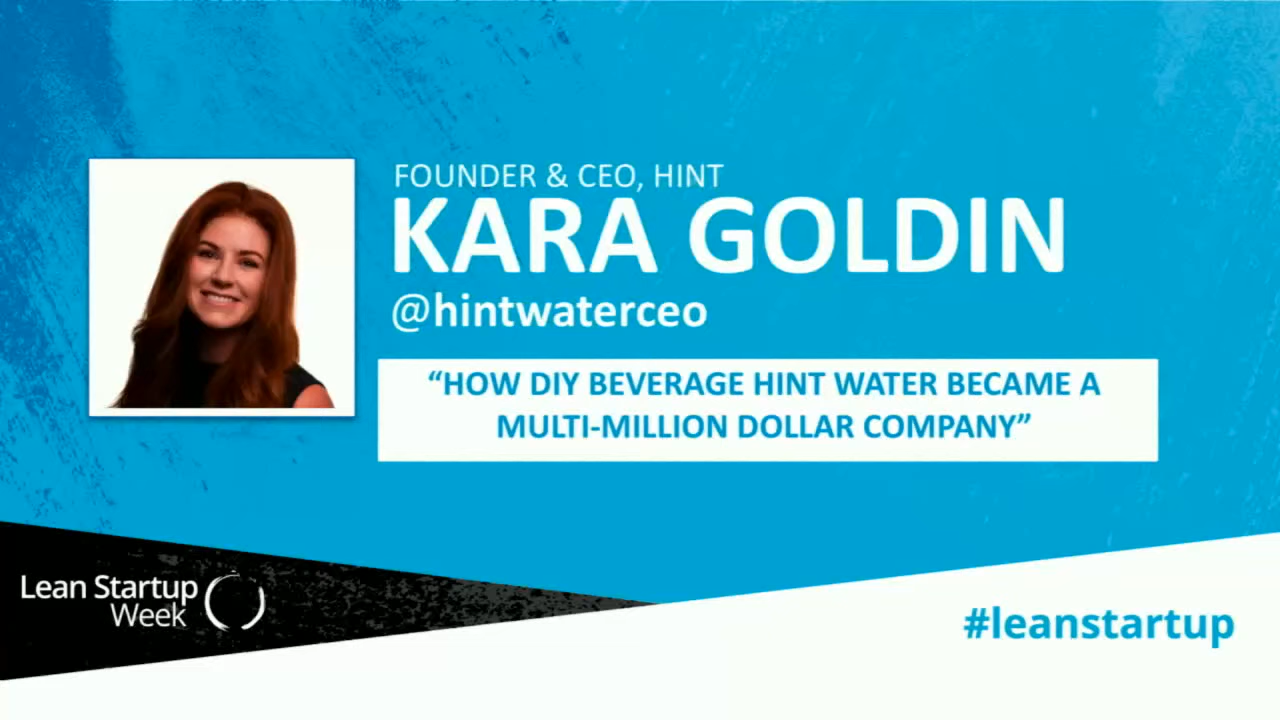 FOUNDER & CEO, HINT
KARA GOLDIN
@hintwaterceo
“HOW DIY BEVERAGE HINT WATER BECAME A
MULTI-MILLION DOLLAR COMPANY”
Lean Startup
Week
#leanstartup